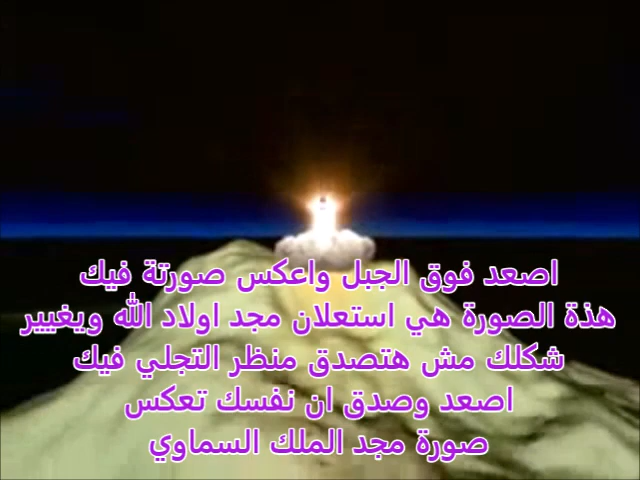 اصعد فوق الجبل واعكس صورتة فيك
هذة الصورة هي استعلان مجد اولاد الله ويغيير
شكلك مش هتصدق منظر التجلي فيك
اصعد وصدق ان نفسك تعكس
صورة مجد الملك السماوي